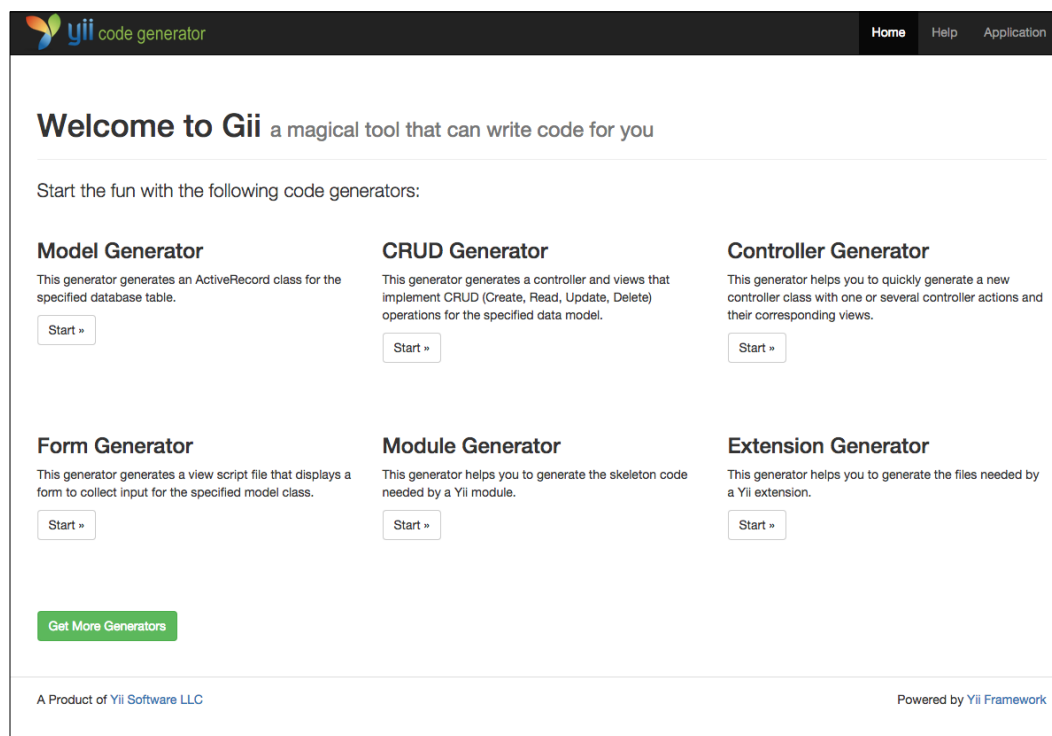 yii code generator
Home Help Application
Welcome to Gii a magical tool that can write code for you
Start the fun with the following code generators:
Model Generator
This generator generates an ActiveRecord class for the
specified database table.
Start »
CRUD Generator
This generator generates a controller and views that
implement CRUD (Create, Read, Update, Delete)
operations for the specified data model.
Start »
Controller Generator
This generator helps you to quickly generate a new
controller class with one or several controller actions and
their corresponding views.
Start »
Form Generator
This generator generates a view script file that displays a
form to collect input for the specified model class.
Start »
Module Generator
This generator helps you to generate the skeleton code
needed by a Yii module.
Start »
Extension Generator
This generator helps you to generate the files needed by
a Yii extension.
Start »
Get More Generators
A Product of Yii Software LLC
Powered by Yii Framework